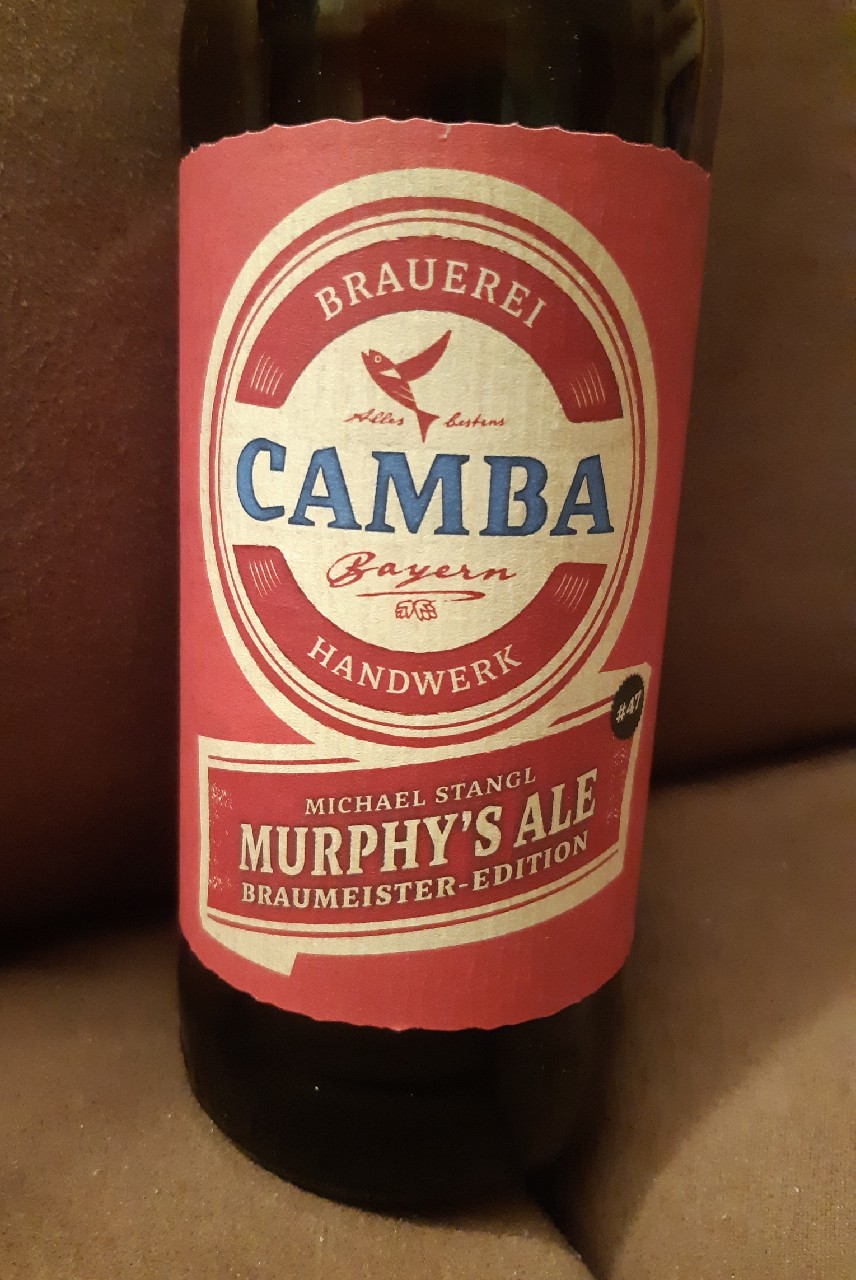 BRAUEREI
Alles bestens
CAMBA
Bayern
HANDWERK
#47
MICHAEL STANGL
MURPHY'S ALE
BRAUMEISTER-EDITION